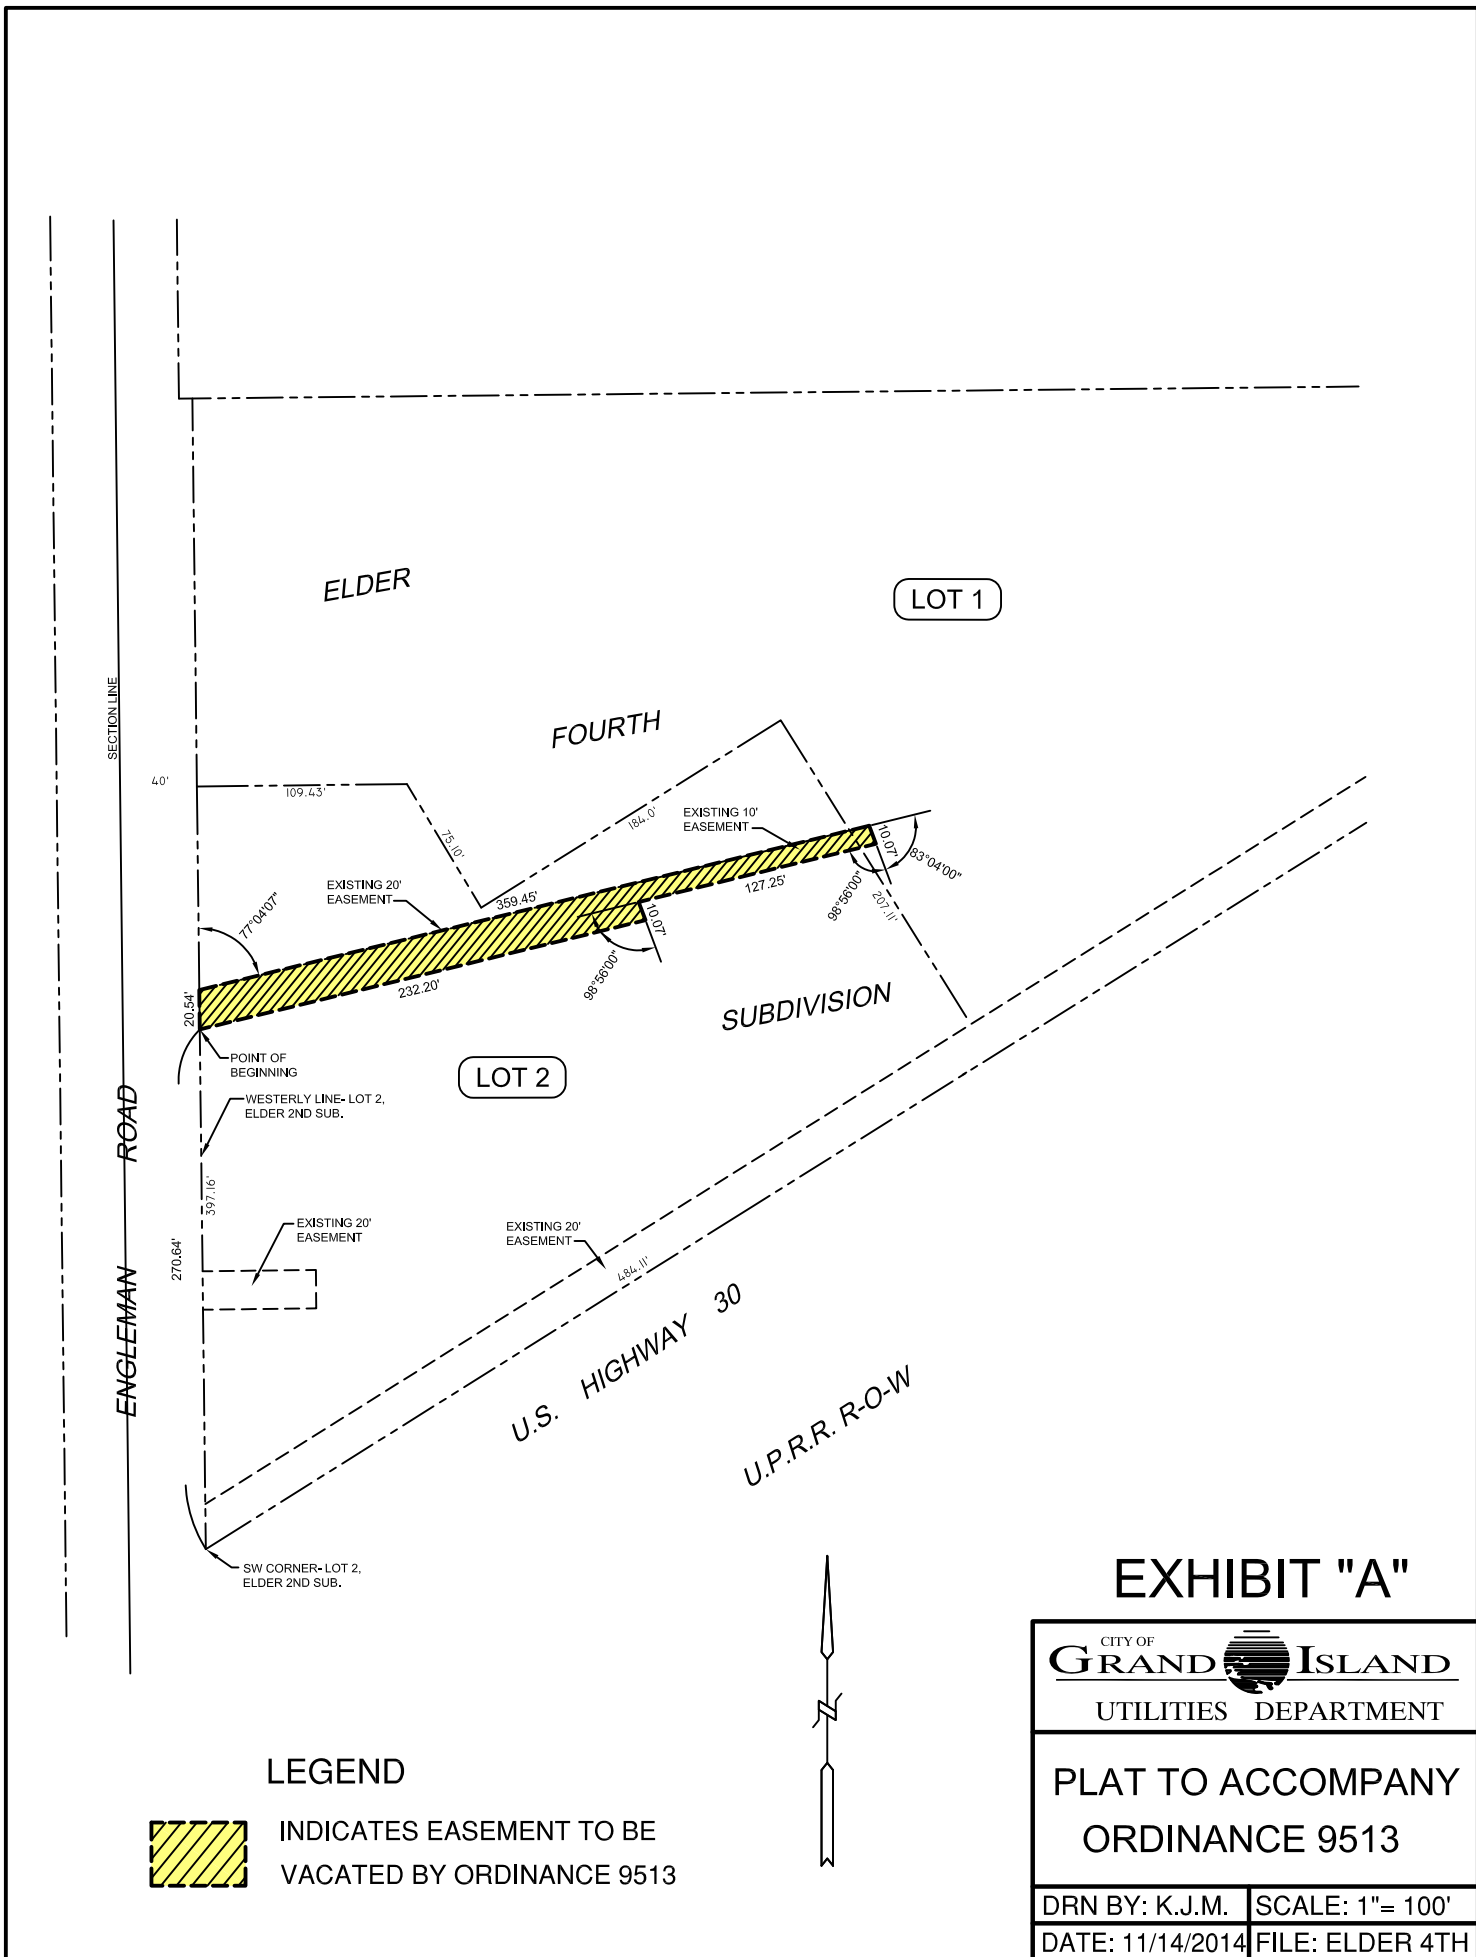 ELDER
LOT 1
SECTION LINE
FOURTH
40'
109.43'
75.10'
184.0'
EXISTING 10'
EASEMENT
10.07'
83°04'00"
127.25'
98°56'00"
207.11'
EXISTING 20'
EASEMENT
359.45'
77°04'07"
10.07'
98°56'00"
232.20'
20.54'
SUBDIVISION
POINT OF
BEGINNING
LOT 2
WESTERLY LINE- LOT 2,
ELDER 2ND SUB.
ENGLEMAN ROAD
397.16'
270.64'
EXISTING 20'
EASEMENT
EXISTING 20'
EASEMENT
484.11'
U.S. HIGHWAY 30
U.P.R.R. R-O-W
SW CORNER- LOT 2,
ELDER 2ND SUB.
EXHIBIT "A"
CITY OF
GRAND ISLAND
UTILITIES DEPARTMENT
PLAT TO ACCOMPANY
ORDINANCE 9513
DRN BY: K.J.M.
SCALE: 1"= 100'
DATE: 11/14/2014
FILE: ELDER 4TH
LEGEND
INDICATES EASEMENT TO BE
VACATED BY ORDINANCE 9513